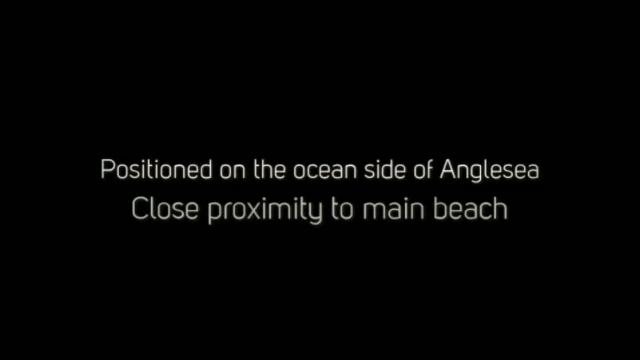 Positioned on the ocean side of Anglesea
Close proximity to main beach